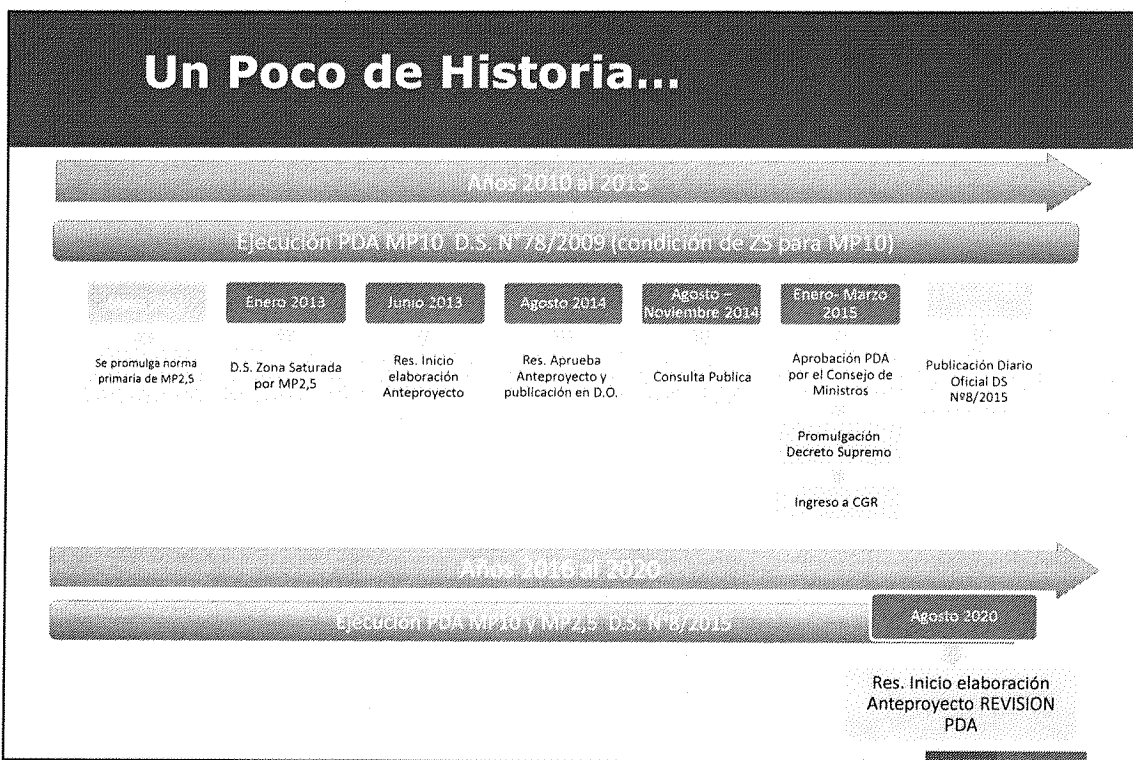 Un Poco de Historia...
Años 2010 al 2015
Ejecución PDA MP10 D.S. N°78/2009 (condición de ZS para MP10)
Enero 2013
Junio 2013
Agosto 2014
Agosto –
Noviembre 2014
Enero- Marzo
2015
Se promulga norma
primaria de MP2,5
D.S. Zona Saturada
por MP2,5
Res. Inicio
elaboración
Anteproyecto
Res. Aprueba
Anteproyecto y
publicación en D.O.
Consulta Publica
Aprobación PDA
por el Consejo de
Ministros
Publicación Diario
Oficial DS
Nº8/2015
Promulgación
Decreto Supremo
Ingreso a CGR
Años 2016 al 2020
Ejecución PDA MP10 y MP2,5 D.S. N°8/2015
Agosto 2020
Res. Inicio elaboración
Anteproyecto REVISION
PDA